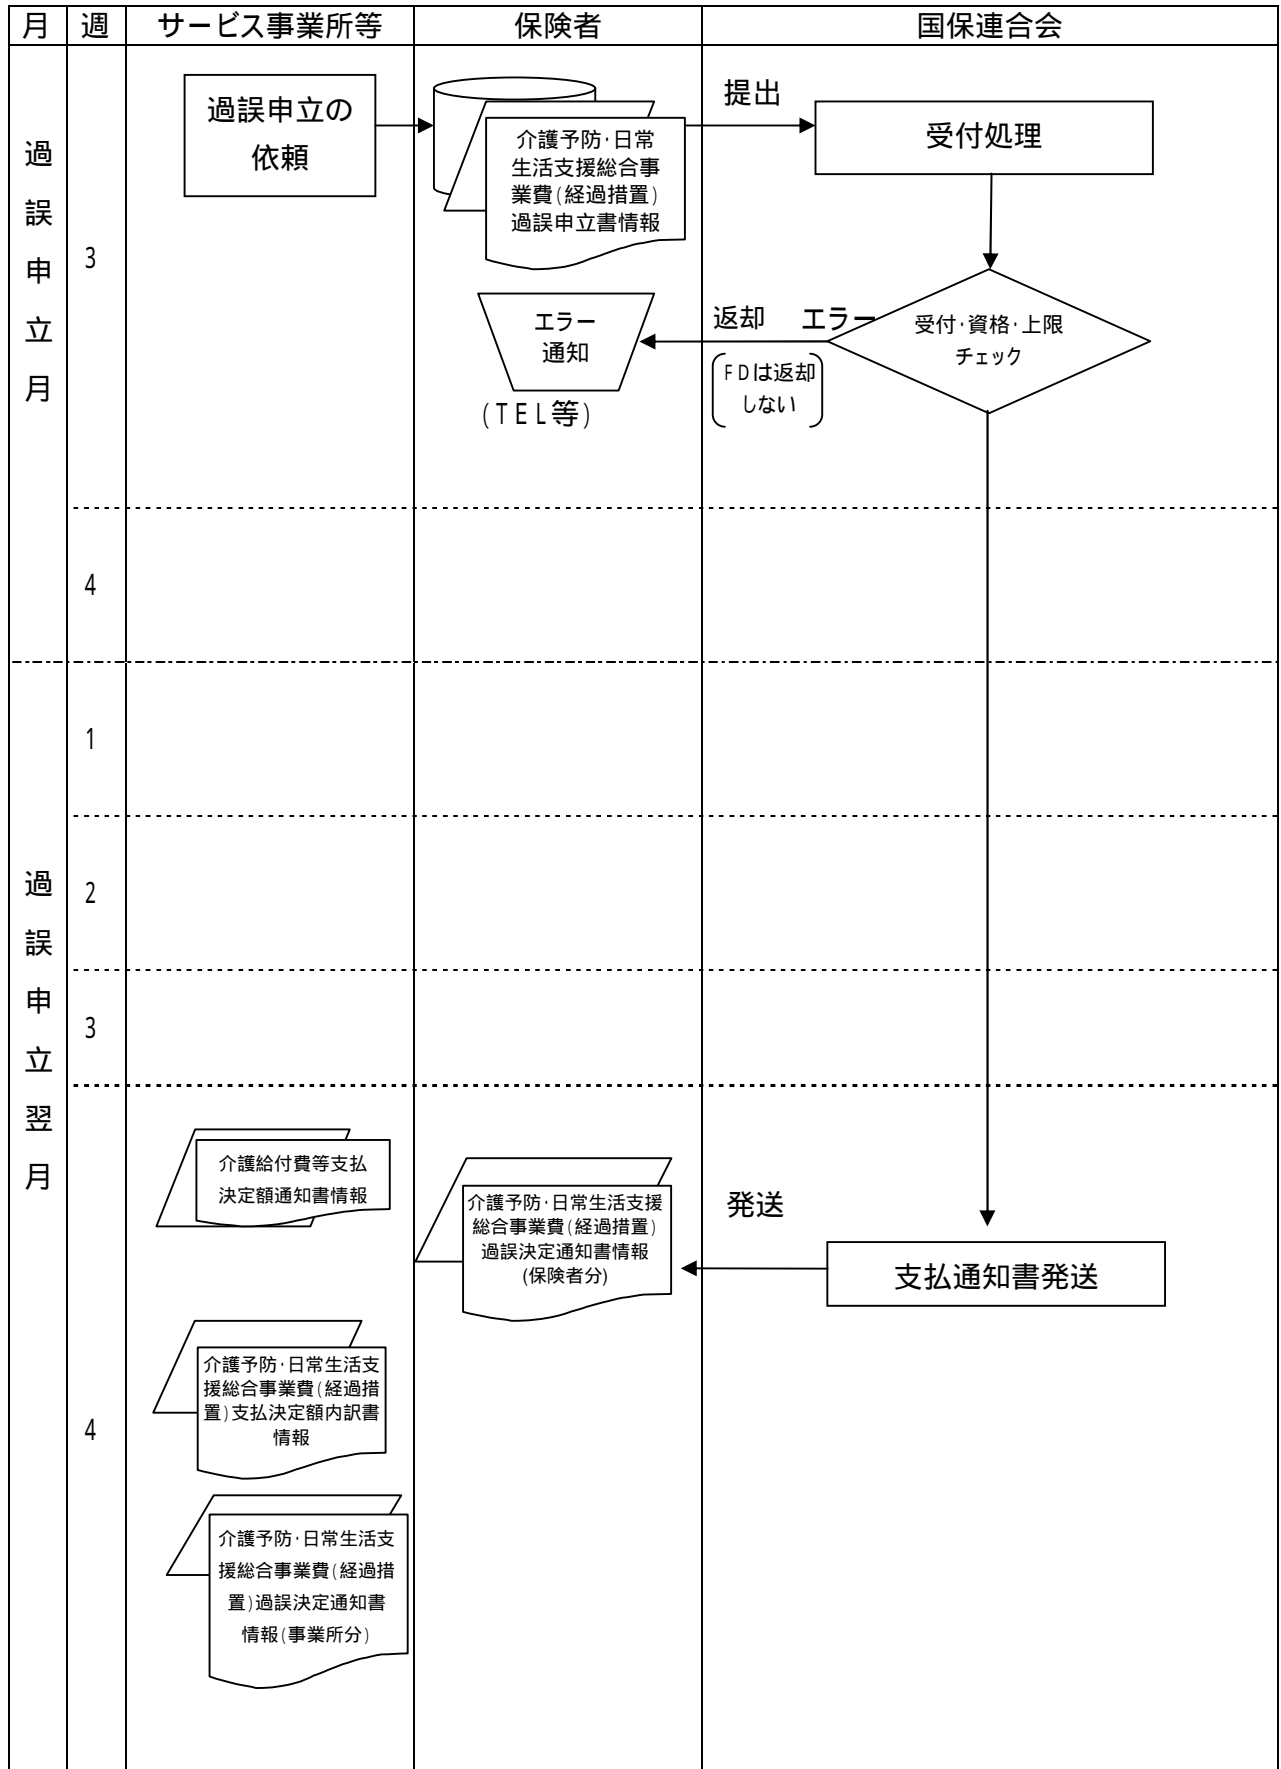 月 週 サービス事業所等 保険者 国保連合会
過誤申立月
3
過誤申立の
依頼
介護予防･日常
生活支援総合事
業費(経過措置)
過誤申立書情報
提出
受付処理
エラー
通知
(TEL等)
返却 エラー
FDは返却
しない
受付･資格･上限
チェック
4
過誤申立翌月
1
2
3
4
介護給付費等支払
決定額通知書情報
介護予防･日常生活支援
総合事業費(経過措置)
過誤決定通知書情報
(保険者分)
発送
支払通知書発送
介護予防･日常生活支
援総合事業費(経過措
置)支払決定額内訳書
情報
介護予防･日常生活支
援総合事業費(経過措
置)過誤決定通知書
情報(事業所分)